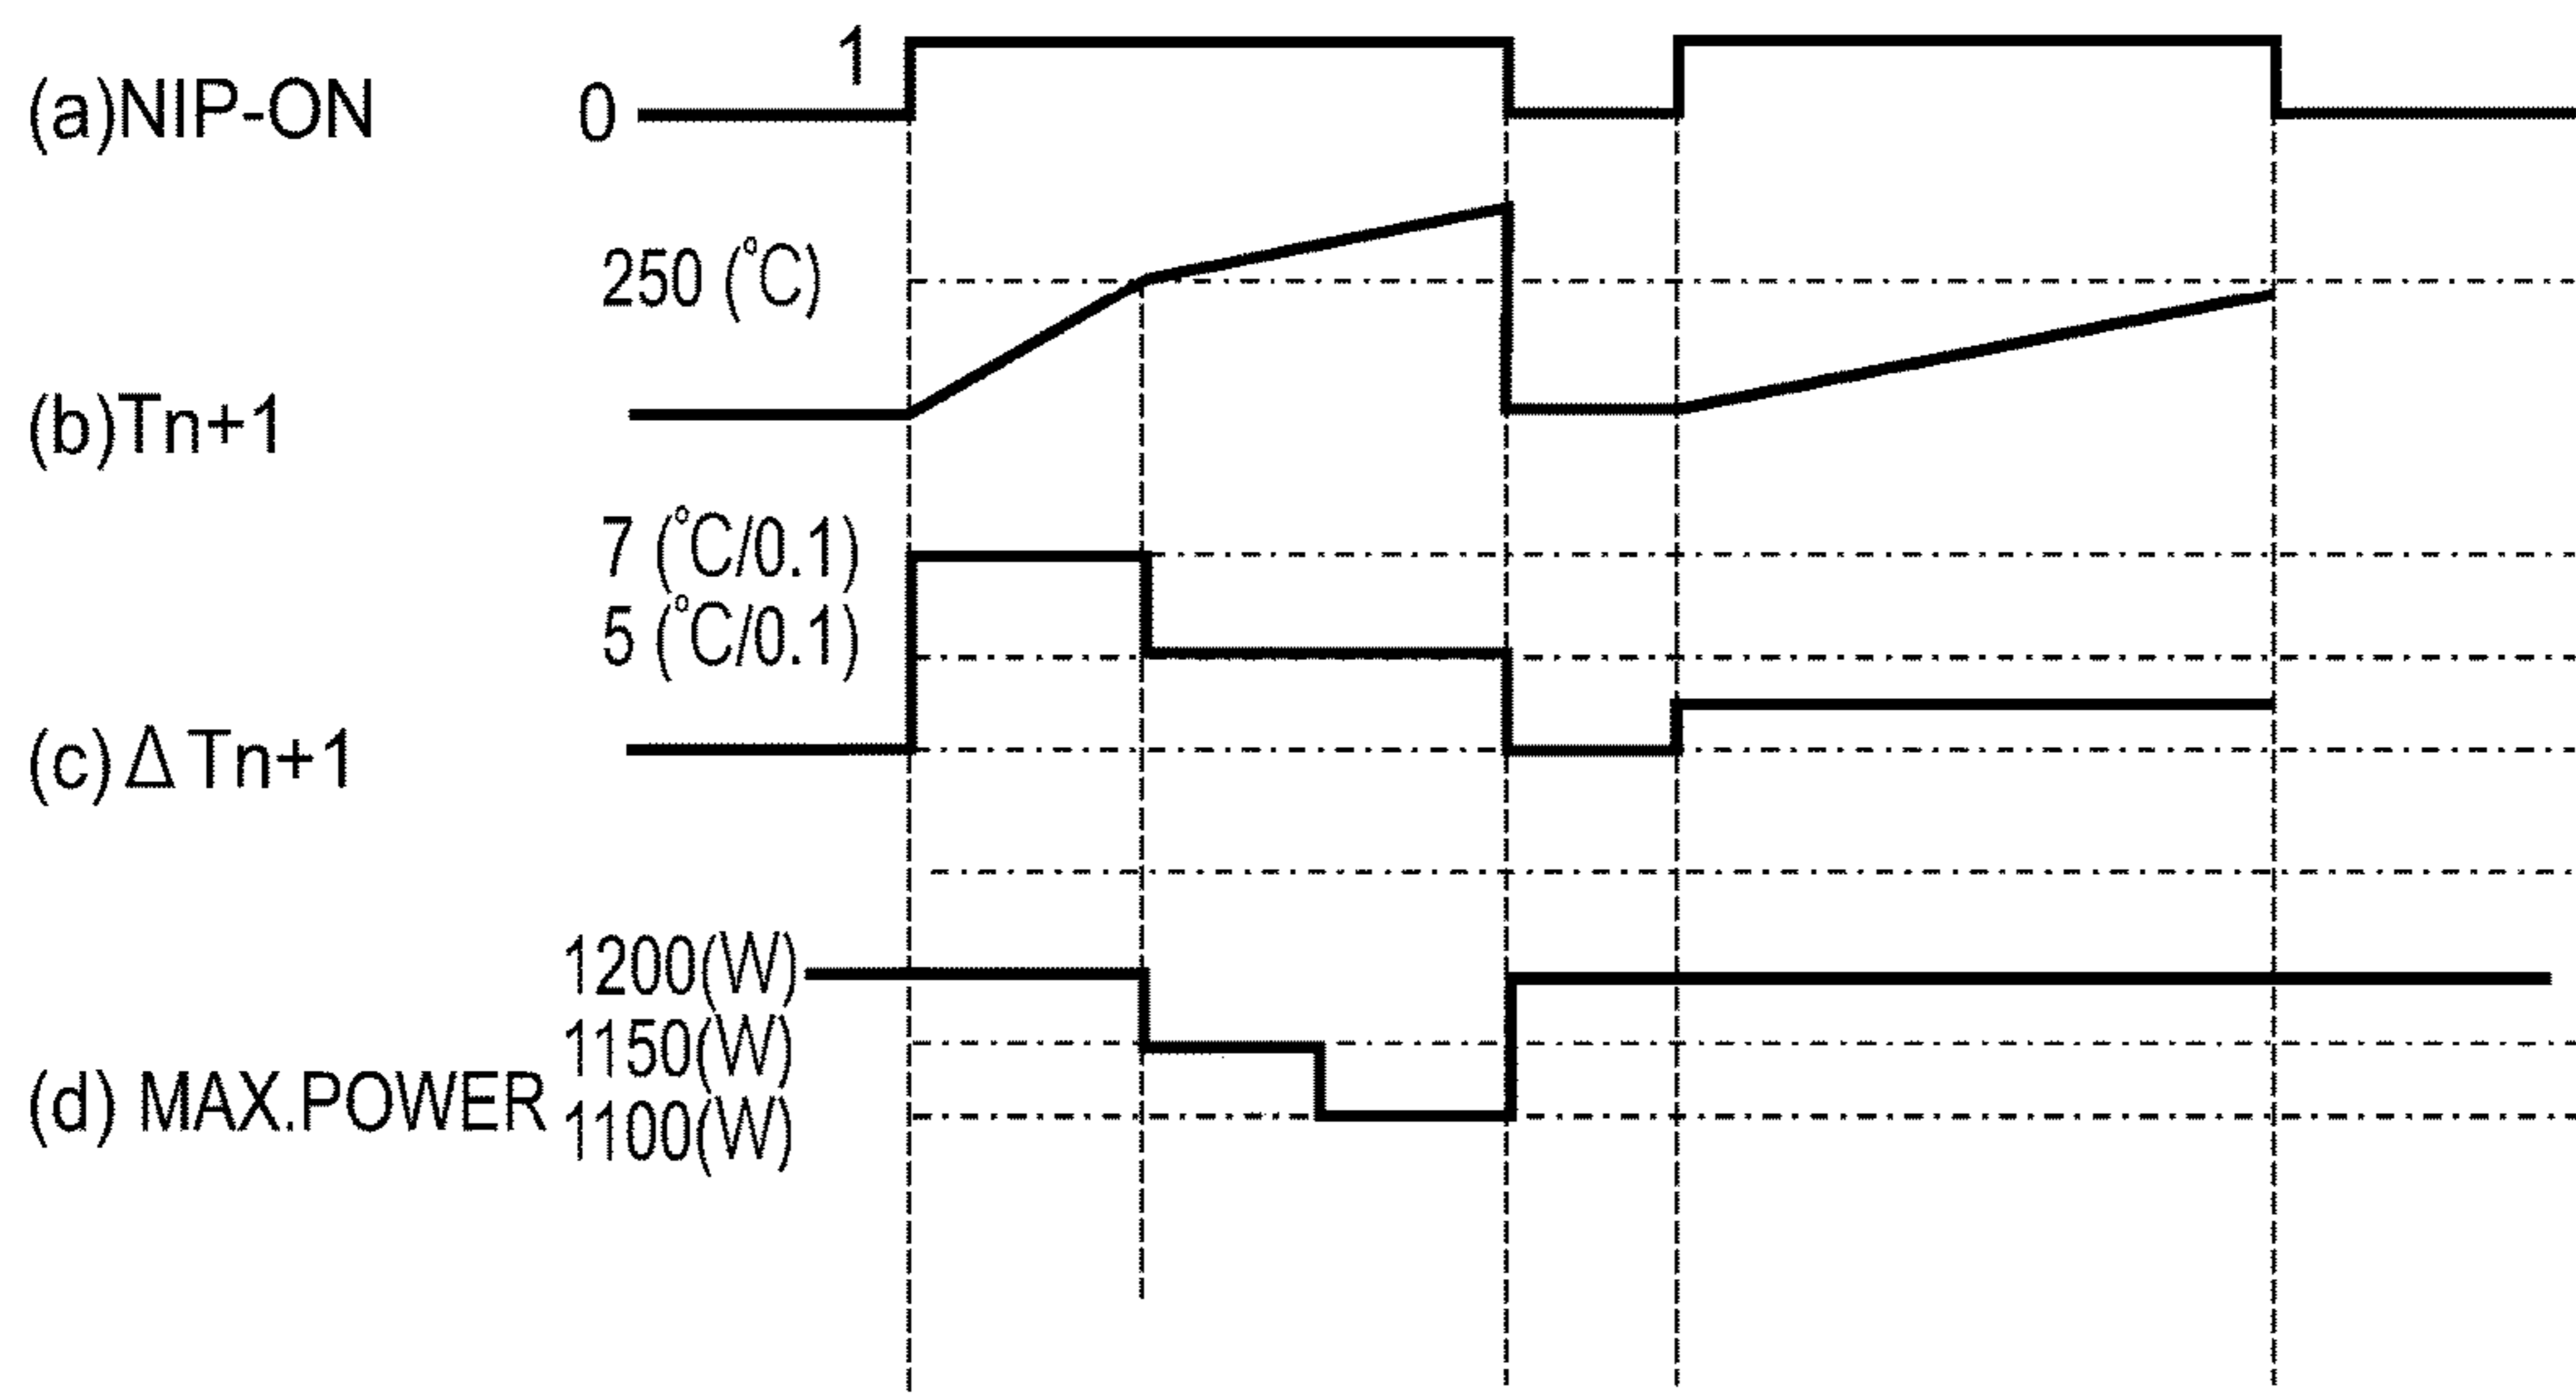 (a)NIP-ON 0 1
250 (°C)
(b)Tn+1
7 (°C/0.1)
5 (°C/0.1)
(c)Δ Tn+1
1200(W)
1150(W)
(d) MAX.POWER 1100(W)